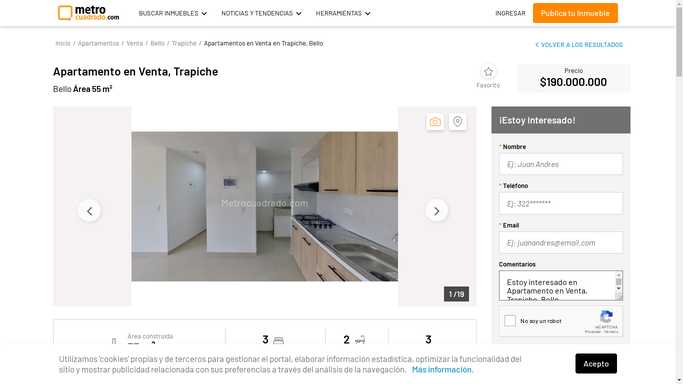 metro
cuadrado.com
BUSCAR INMUEBLES
NOTICIAS Y TENDENCIAS
HERRAMIENTAS
INGRESAR
Publica tu Inmueble
Inicio / Apartamentos / Venta / Bello / Trapiche / Apartamentos en Venta en Trapiche, Bello
VOLVER A LOS RESULTADOS
Apartamento en Venta, Trapiche
Bello Área 55 m²
Favorito
Precio
$190.000.000
Metrocuadrado.com
1 /19
¡Estoy Interesado!
* Nombre
Ej: Juan Andres
* Teléfono
Ej: 322*******
* Email
Ej: juanandres@email.com
Comentarios
Estoy interesado en
Apartamento en Venta,
Trapiche, Bello
No soy un robot
reCAPTCHA
Privacidad - Términos
Área construida
3
2
3
Utilizamos 'cookies' propias y de terceros para gestionar el portal, elaborar información estadística, optimizar la funcionalidad del
sitio y mostrar publicidad relacionada con sus preferencias a través del análisis de la navegación. Más información.
Acepto